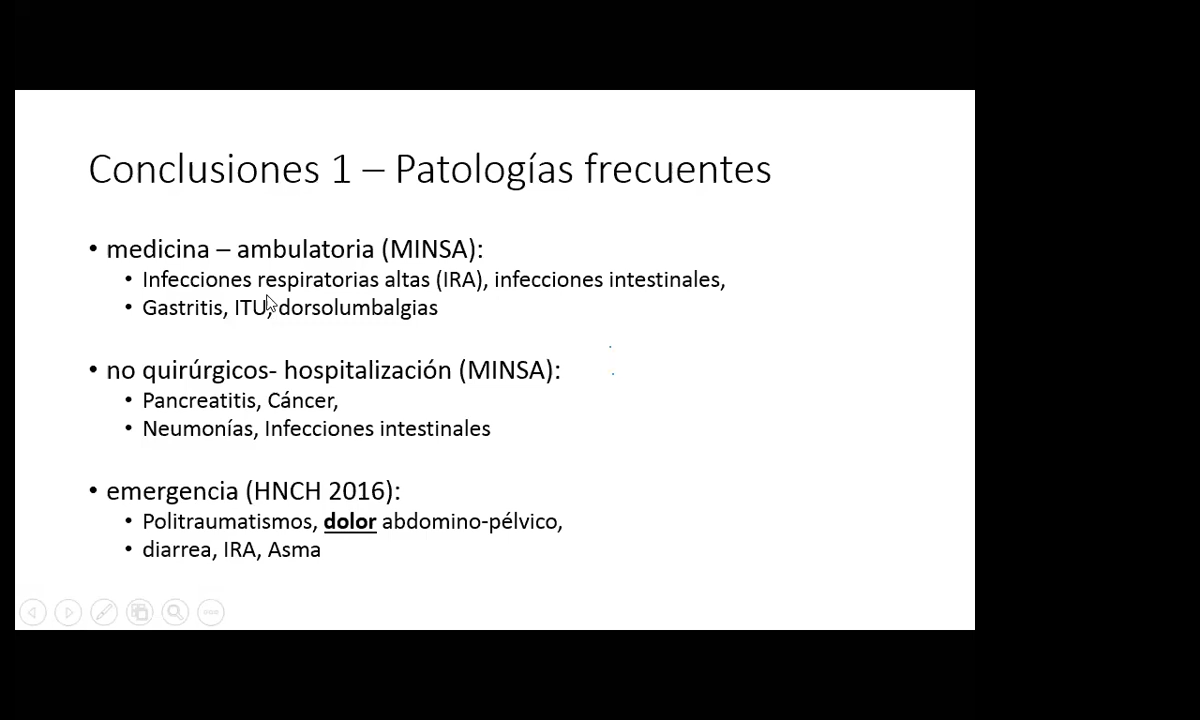 Conclusiones 1 – Patologías frecuentes
• medicina – ambulatoria (MINSA):
• Infecciones respiratorias altas (IRA), infecciones intestinales,
• Gastritis, ITU, dorsolumbalgias
• no quirúrgicos- hospitalización (MINSA):
• Pancreatitis, Cáncer,
• Neumonías, Infecciones intestinales
• emergencia (HNCH 2016):
• Politraumatismos, dolor abdomino-pélvico,
• diarrea, IRA, Asma